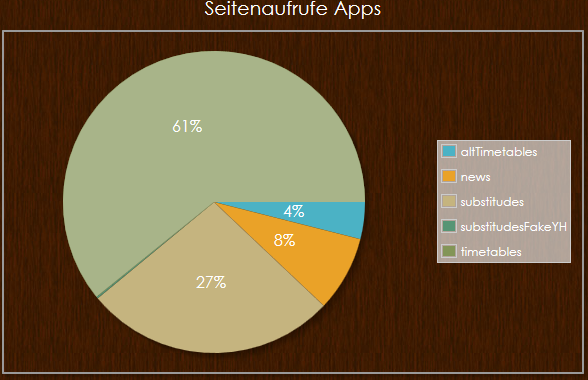 Seitenaufrufe Apps
61%
4%
8%
27%
altTimetables
news
substitudes
substitudesFakeYH
timetables